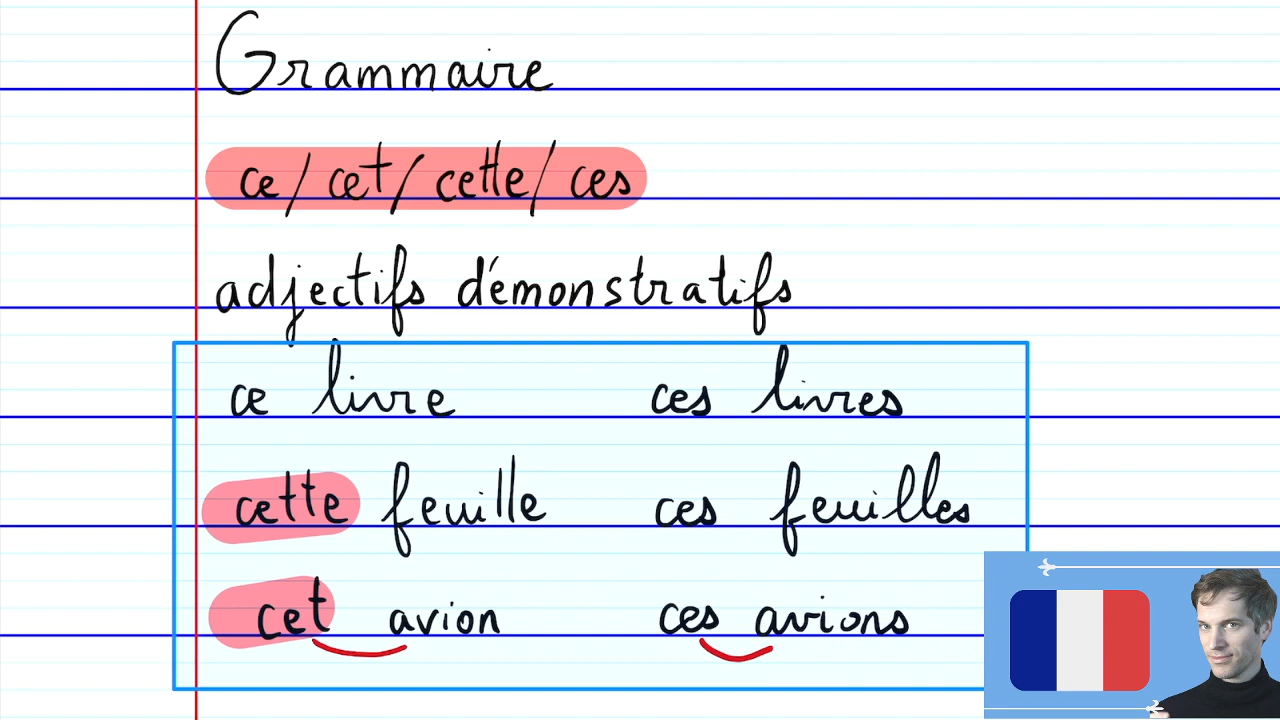 Grammaire
ce/cet/cette/ces
adjectifs démonstratifs
ce livre ces livres
cette feuille ces feuilles
cet avion ces avions